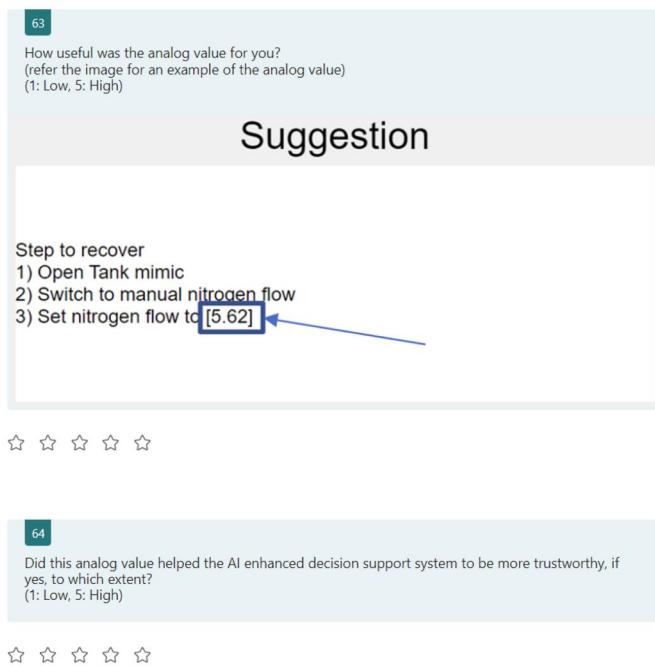 63
How useful was the analog value for you?
(refer the image for an example of the analog value)
(1: Low, 5: High)
Suggestion
Step to recover
1) Open Tank mimic
2) Switch to manual nitrogen flow
3) Set nitrogen flow to [5.62]
64
Did this analog value helped the AI enhanced decision support system to be more trustworthy, if
yes, to which extent?
(1: Low, 5: High)